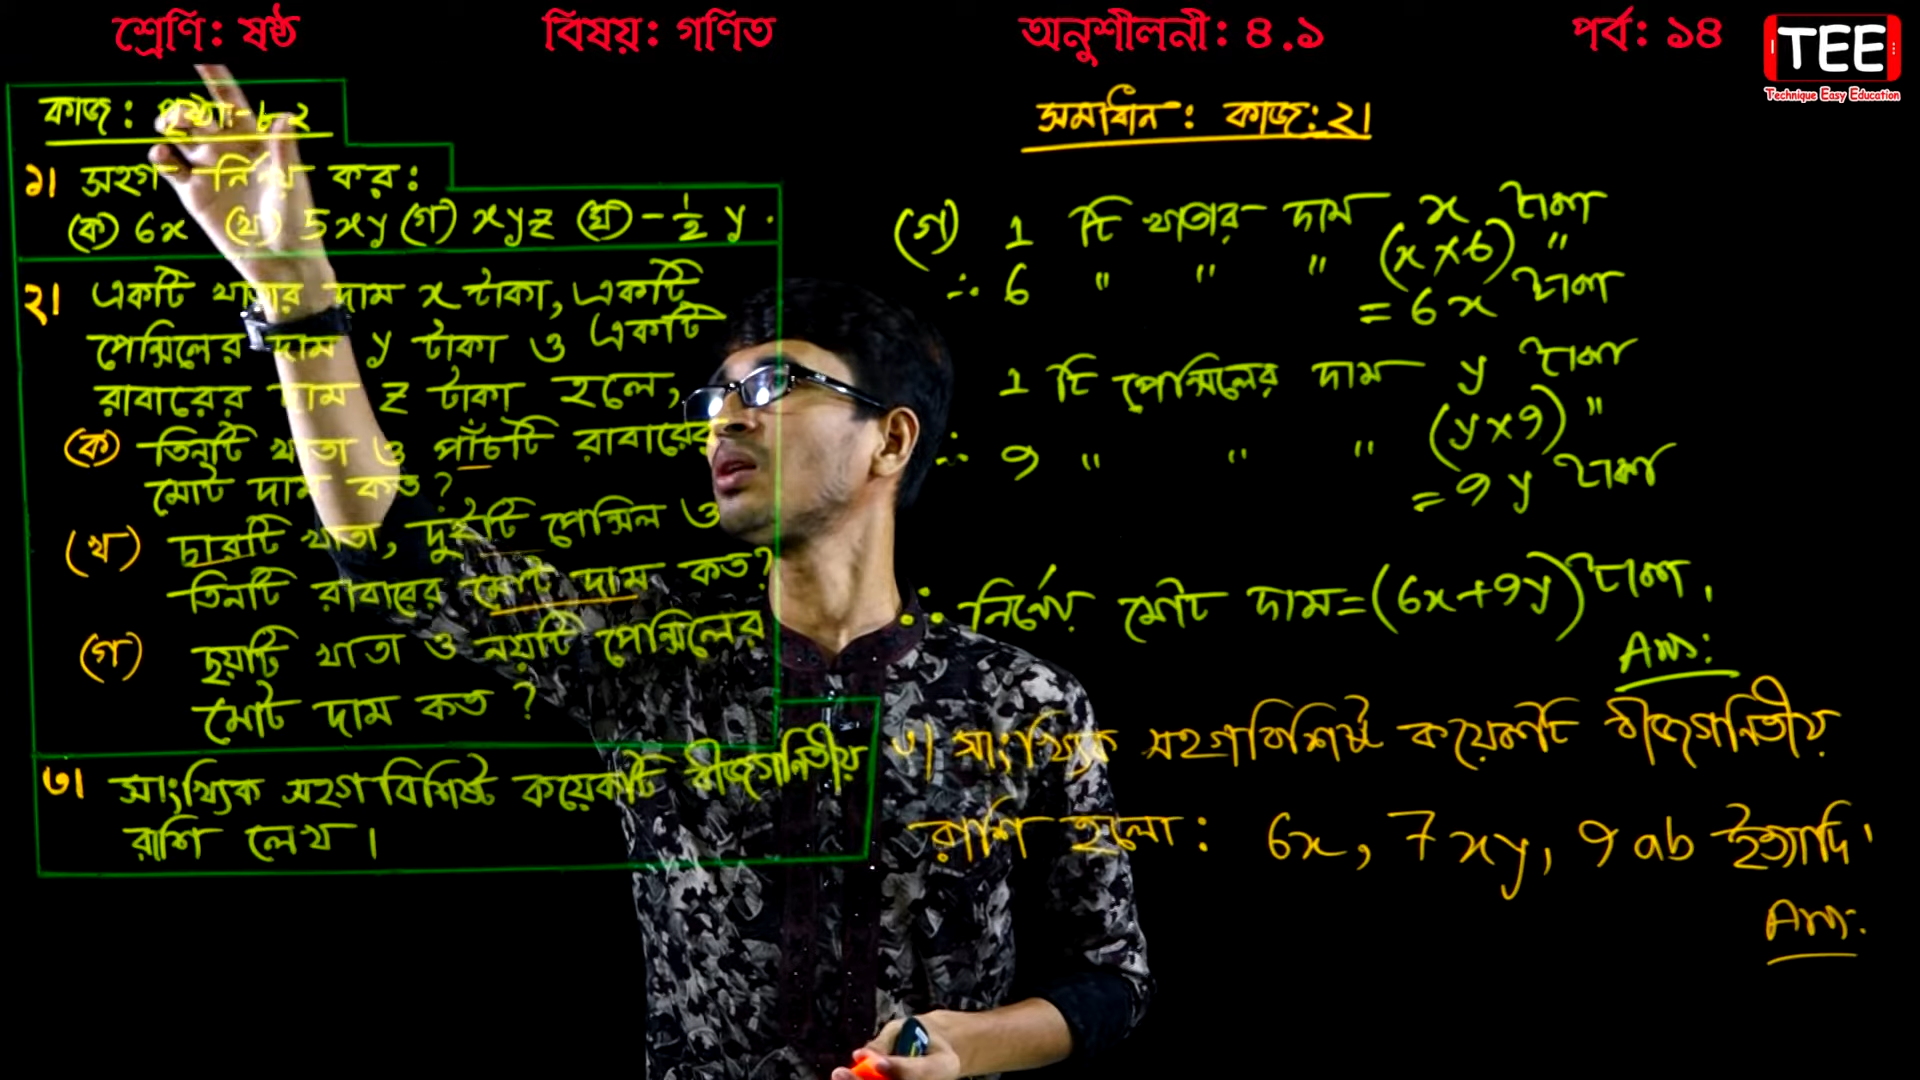 শ্রেণি: ষষ্ঠ
বিষয়: গণিত
অনুশীলনী: ৪.১
পর্ব: ১৪
TEE
Technique Easy Education
কাজ: পৃষ্ঠা-৮২
১। সহগ নির্ণয় কর:
(ক) 6x (খ) 5xy (গ) xyz (ঘ) -½ y.
২। একটি খাতার দাম x টাকা, একটি
পেন্সিলের দাম y টাকা ও একটি
রাবারের দাম z টাকা হলে,
(ক) তিনটি খাতা ও পাঁচটি রাবারের
মোট দাম কত?
(খ) চারটি খাতা, দুইটি পেন্সিল ও
তিনটি রাবারের মোট দাম কত?
(গ) ছয়টি খাতা ও নয়টি পেন্সিলের
মোট দাম কত?
৩। সাংখ্যিক সহগবিশিষ্ট কয়েকটি বীজগণিতীয়
রাশি লেখ।
সমাধান: কাজ: ২।
(গ) 1 টি খাতার দাম x টাকা
∴ 6 " " " (x×6) "
= 6x টাকা
1 টি পেন্সিলের দাম y টাকা
∴ 9 " " " (y×9) "
= 9y টাকা
∴ নির্ণেয় মোট দাম = (6x+9y) টাকা.
Ans:
৩। সাংখ্যিক সহগবিশিষ্ট কয়েকটি বীজগণিতীয়
রাশি হলো: 6x, 7xy, 9ab ইত্যাদি।
Ans: